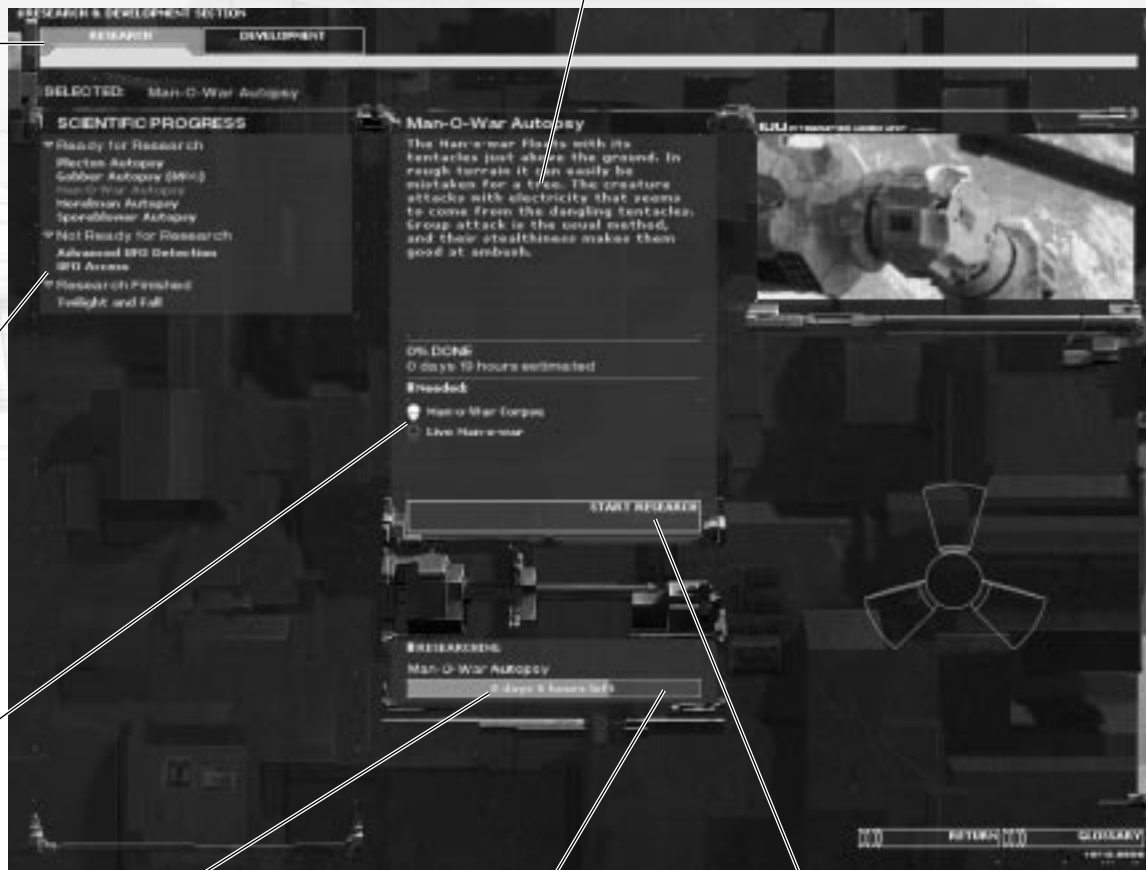 RESEARCH & DEVELOPMENT SECTION
RESEARCH
DEVELOPMENT
SELECTED: Man-O-War Autopsy
SCIENTIFIC PROGRESS
Ready for Research
Morelman Autopsy
Man-O-War Autopsy
Not Ready for Research
Advanced UFO Detection
UFO Access
Research Finished
Twilight and Fall
Man-O-War Autopsy
The Man-o-war floats with its
tentacles just above the ground. In
rough terrain it can easily be
mistaken for a tree. The creature
attacks with electricity that seems
to come from the dangling tentacles.
Group attack is the usual method,
and their stealthiness makes them
good at ambush.
0% DONE
0 days 19 hours estimated
Needed:
Man-o-War Corpse
Live Man-o-war
START RESEARCH
RESEARCHING
Man-O-War Autopsy
days hours left
RETURN
GLOSSARY